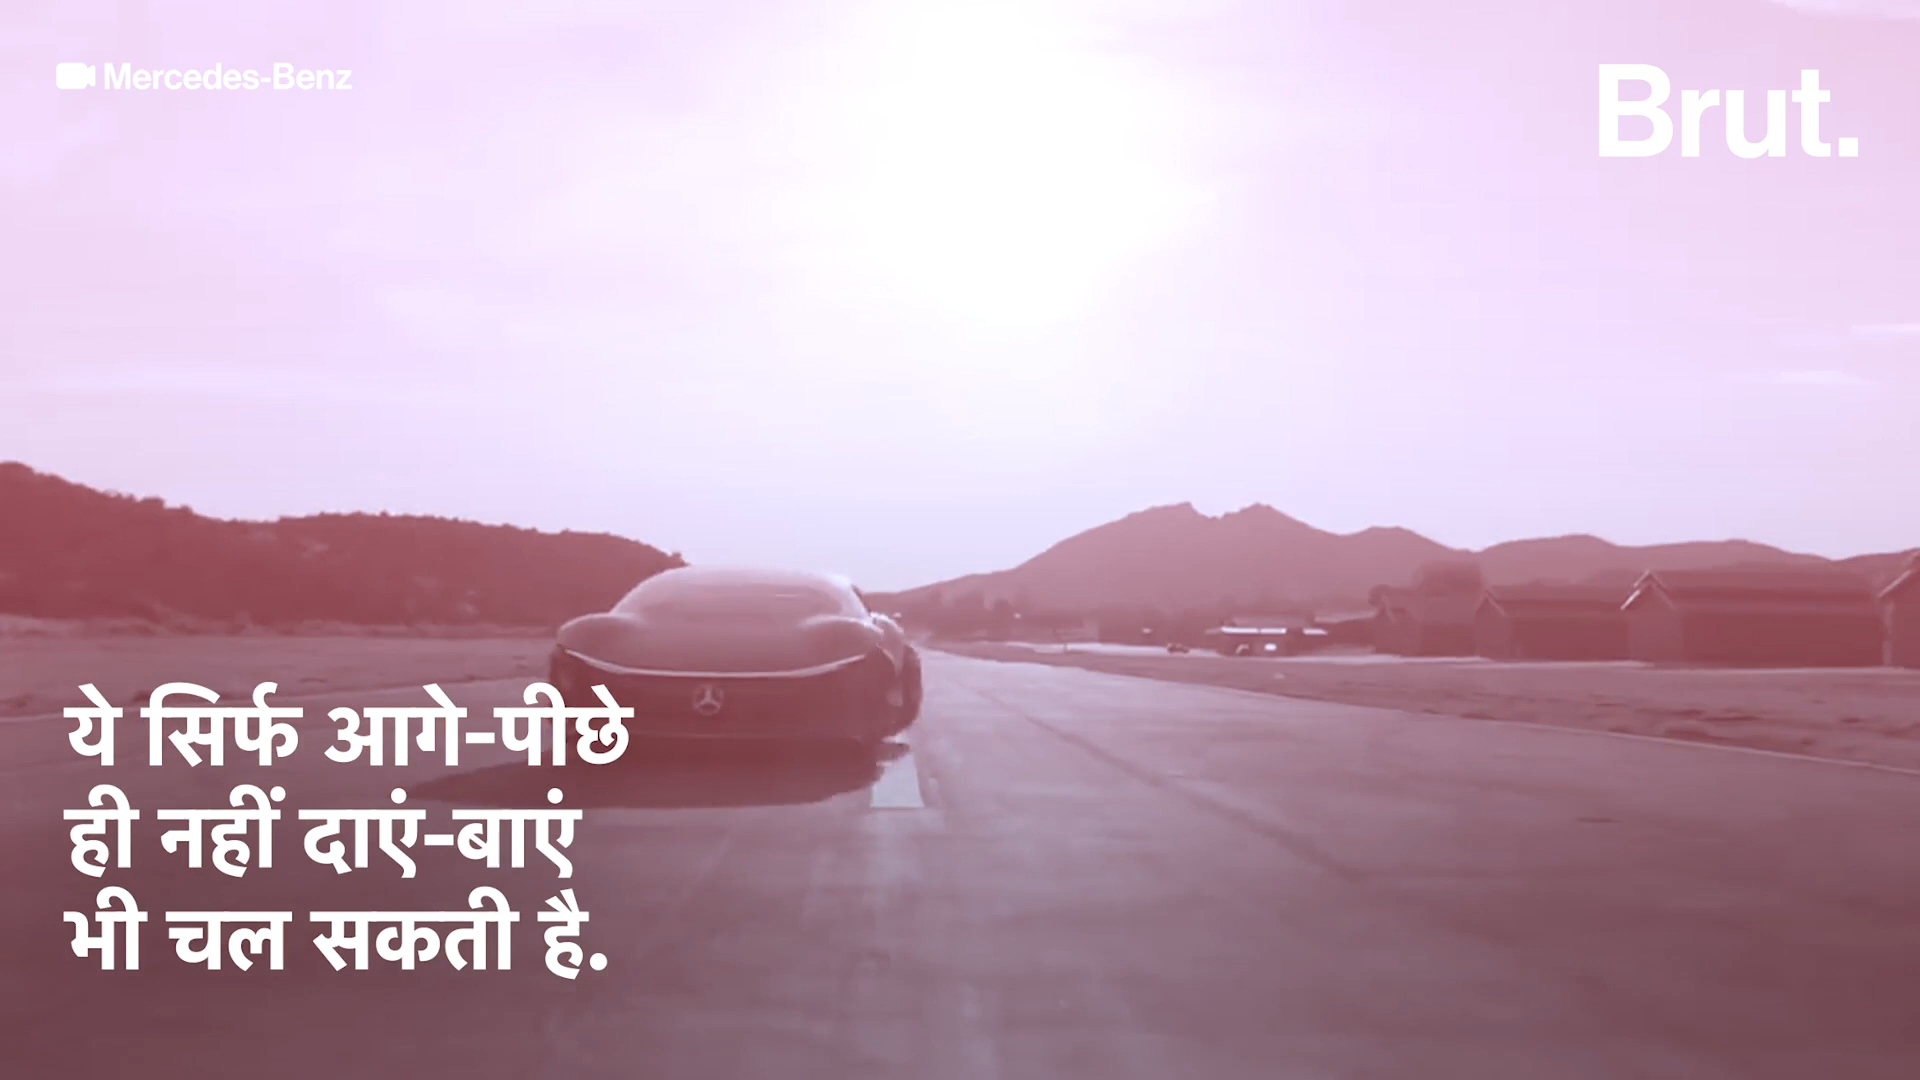 Mercedes-Benz
Brut.
ये सिर्फ आगे-पीछे
ही नहीं दाएं-बाएं
भी चल सकती है.